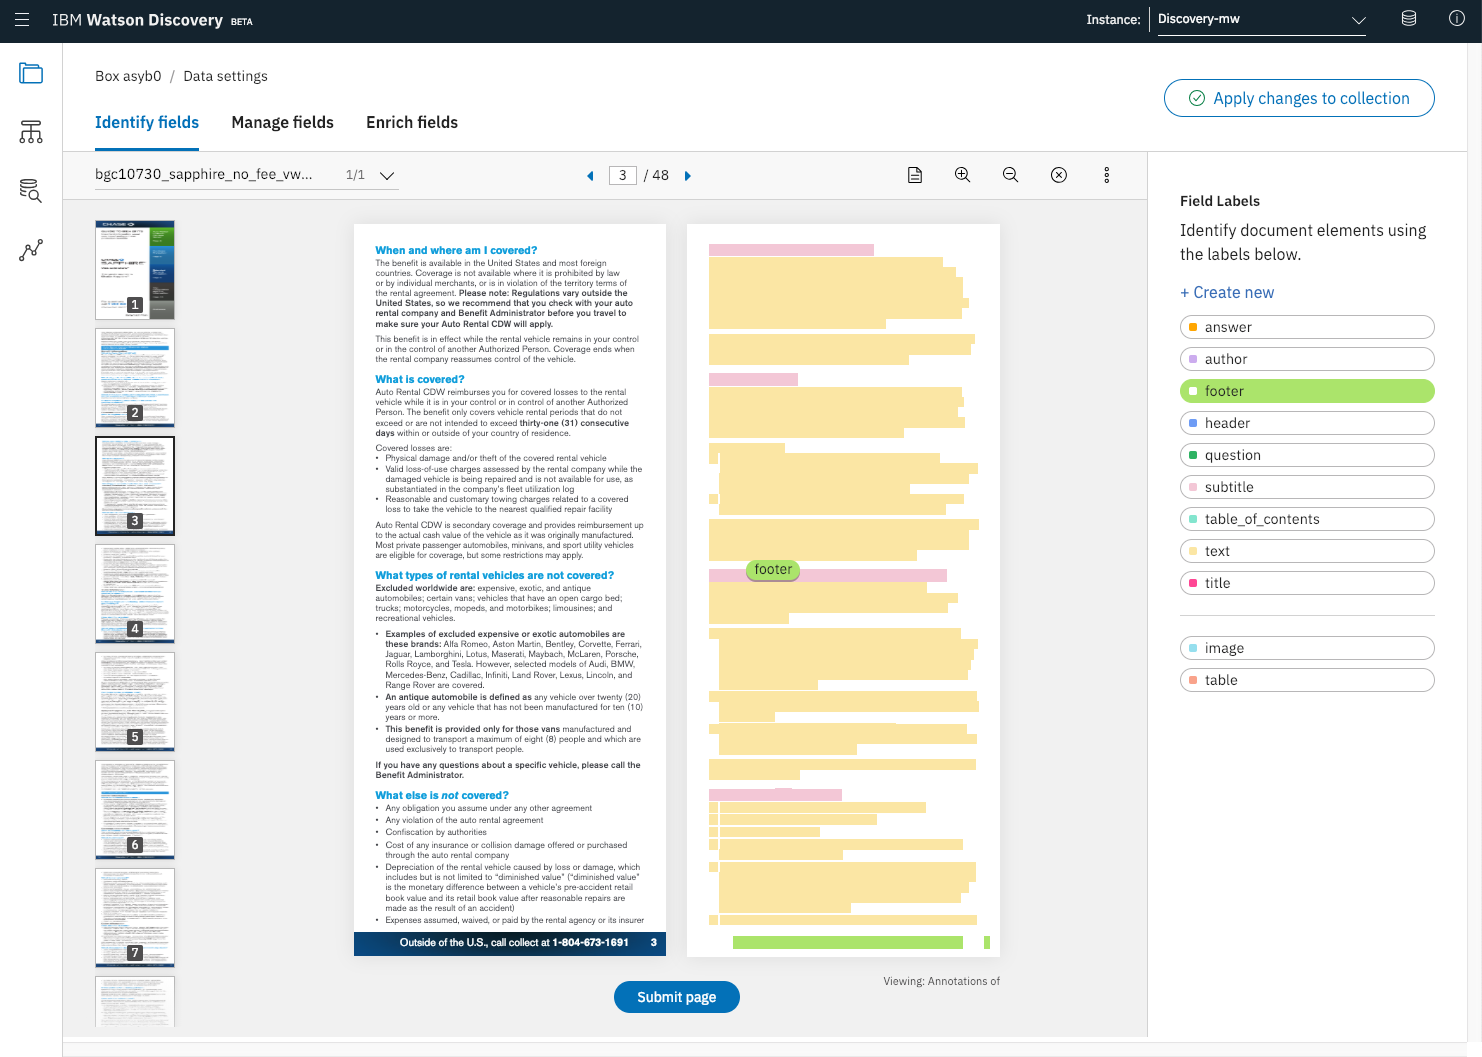 IBM Watson Discovery BETA
Instance: Discovery-mw
Box asyb0 / Data settings
Apply changes to collection
Identify fields Manage fields Enrich fields
bgc10730_sapphire_no_fee_vw... 1/1
3 / 48
1
2
3
4
5
6
7
When and where am I covered?
The benefit is available in the United States and most foreign
countries. Coverage is not available where it is prohibited by law
or by individual merchants, or is in violation of the territory terms of
the rental agreement. Please note: Regulations vary outside the
United States, so we recommend that you check with your auto
rental company and Benefit Administrator before you travel to
make sure your Auto Rental CDW will apply.
This benefit is in effect while the rental vehicle remains in your control
or in the control of another Authorized Person. Coverage ends when
the rental company reassumes control of the vehicle.
What is covered?
Auto Rental CDW reimburses you for covered losses to the rental
vehicle while it is in your control or in control of another Authorized
Person. The benefit only covers vehicle rental periods that do not
exceed or are not intended to exceed thirty-one (31) consecutive
days within or outside of your country of residence.
Covered losses are:
• Physical damage and/or theft of the covered rental vehicle
• Valid loss-of-use charges assessed by the rental company while the
damaged vehicle is being repaired and is not available for use, as
substantiated in the company's fleet utilization log
• Reasonable and customary towing charges related to a covered
loss to take the vehicle to the nearest qualified repair facility
Auto Rental CDW is secondary coverage and provides reimbursement up
to the actual cash value of the vehicle as it was originally manufactured.
Most private passenger automobiles, minivans, and sport utility vehicles
are eligible for coverage, but some restrictions may apply.
What types of rental vehicles are not covered?
Excluded worldwide are: expensive, exotic, and antique
automobiles; certain vans; vehicles that have an open cargo bed;
trucks; motorcycles, mopeds, and motorbikes; limousines; and
recreational vehicles.
• Examples of excluded expensive or exotic automobiles are
these brands: Alfa Romeo, Aston Martin, Bentley, Corvette, Ferrari,
Jaguar, Lamborghini, Lotus, Maserati, Maybach, McLaren, Porsche,
Rolls Royce, and Tesla. However, selected models of Audi, BMW,
Mercedes-Benz, Cadillac, Infiniti, Land Rover, Lexus, Lincoln, and
Range Rover are covered.
• An antique automobile is defined as any vehicle over twenty (20)
years old or any vehicle that has not been manufactured for ten (10)
years or more.
• This benefit is provided only for those vans manufactured and
designed to transport a maximum of eight (8) people and which are
used exclusively to transport people.
If you have any questions about a specific vehicle, please call the
Benefit Administrator.
What else is not covered?
• Any obligation you assume under any other agreement
• Any violation of the auto rental agreement
• Confiscation by authorities
• Cost of any insurance or collision damage offered or purchased
through the auto rental company
• Depreciation of the rental vehicle caused by loss or damage, which
includes but is not limited to "diminished value" ("diminished value"
is the monetary difference between a vehicle's pre-accident retail
book value and its retail book value after reasonable repairs are
made as the result of an accident)
• Expenses assumed, waived, or paid by the rental agency or its insurer
Outside of the U.S., call collect at 1-804-673-1691 3
footer
Viewing: Annotations of
Submit page
Field Labels
Identify document elements using
the labels below.
+ Create new
answer
author
footer
header
question
subtitle
table_of_contents
text
title
image
table